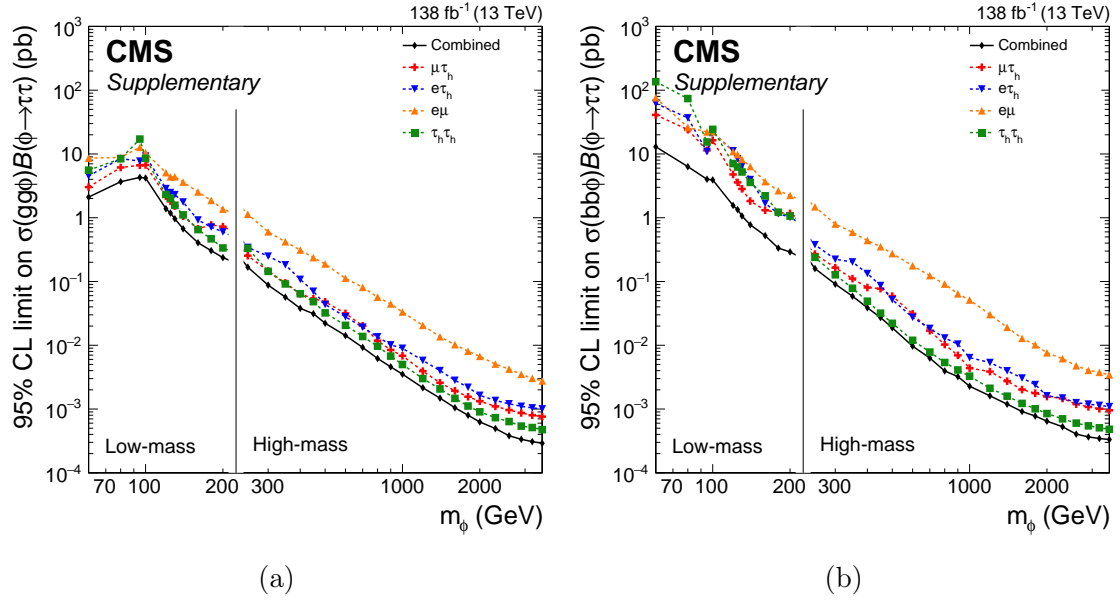 138 fb⁻¹ (13 TeV)
95% CL limit on σ(ggϕ)B(ϕ→ττ) (pb)
10³
10²
10
1
10⁻¹
10⁻²
10⁻³
10⁻⁴
CMS
Supplementary
Combined
μτₕ
eτₕ
eμ
τₕτₕ
Low-mass
High-mass
70 100 200 300 1000 2000
m_ϕ (GeV)
(a)
138 fb⁻¹ (13 TeV)
95% CL limit on σ(bbϕ)B(ϕ→ττ) (pb)
10³
10²
10
1
10⁻¹
10⁻²
10⁻³
10⁻⁴
CMS
Supplementary
Combined
μτₕ
eτₕ
eμ
τₕτₕ
Low-mass
High-mass
70 100 200 300 1000 2000
m_ϕ (GeV)
(b)